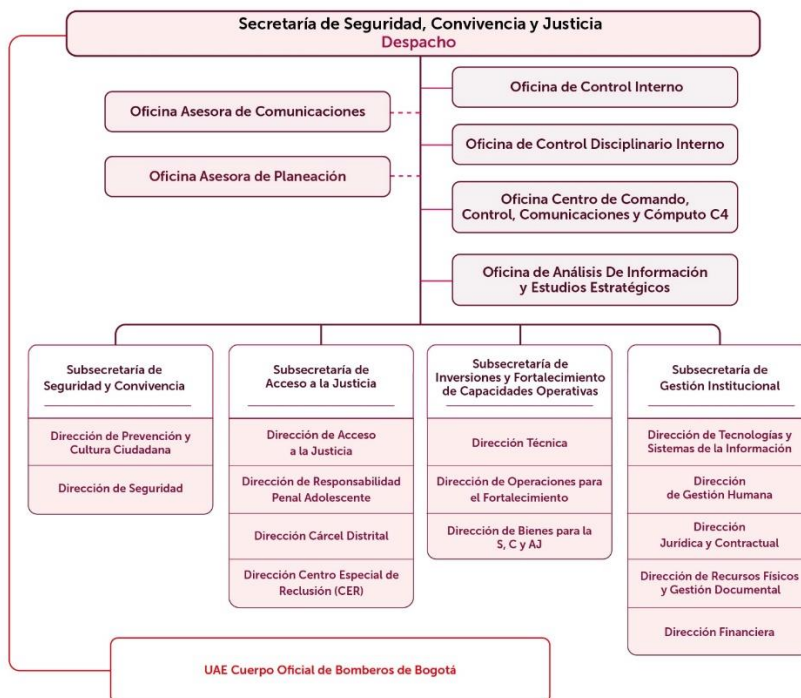 Secretaría de Seguridad, Convivencia y Justicia
Despacho
Oficina de Control Interno
Oficina Asesora de Comunicaciones
Oficina de Control Disciplinario Interno
Oficina Asesora de Planeación
Oficina Centro de Comando,
Control, Comunicaciones y Cómputo C4
Oficina de Análisis De Información
y Estudios Estratégicos
Subsecretaría de
Seguridad y Convivencia
Dirección de Prevención y
Cultura Ciudadana
Dirección de Seguridad
Subsecretaría de
Acceso a la Justicia
Dirección de Acceso
a la Justicia
Dirección de Responsabilidad
Penal Adolescente
Dirección Cárcel Distrital
Dirección Centro Especial de
Reclusión (CER)
Subsecretaría de
Inversiones y Fortalecimiento
de Capacidades Operativas
Dirección Técnica
Dirección de Operaciones para
el Fortalecimiento
Dirección de Bienes para la
S, C y AJ
Subsecretaría de
Gestión Institucional
Dirección de Tecnologías y
Sistemas de la Información
Dirección
de Gestión Humana
Dirección
Jurídica y Contractual
Dirección de Recursos Físicos
y Gestión Documental
Dirección Financiera
UAE Cuerpo Oficial de Bomberos de Bogotá